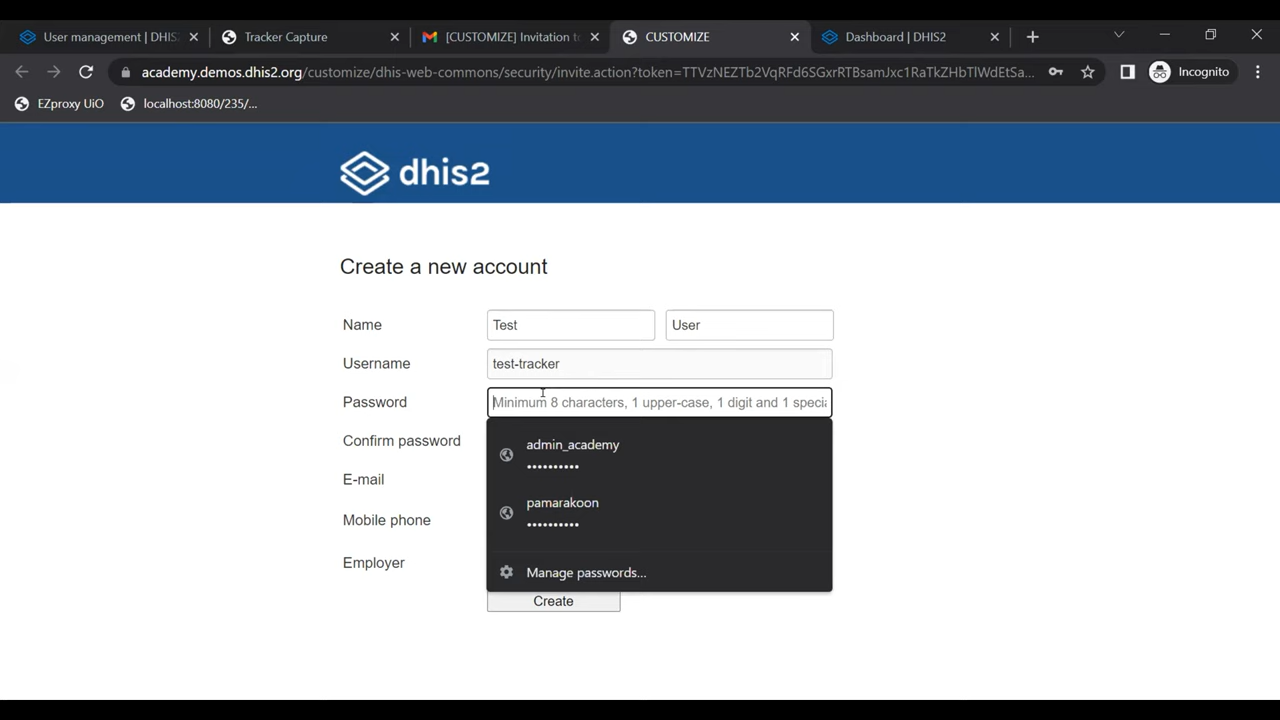 User management | DHIS
Tracker Capture
[CUSTOMIZE] Invitation t
CUSTOMIZE
Dashboard | DHIS2
academy.demos.dhis2.org/customize/dhis-web-commons/security/invite.action?token=TTVzNEZTb2VqRFd6SGxrRTBsamJxc1RaTkZHbTlWdEtSa...
Incognito
EZproxy UiO
localhost:8080/235/...
dhis2
Create a new account
Name
Test
User
Username
test-tracker
Password
Minimum 8 characters, 1 upper-case, 1 digit and 1 specia
Confirm password
admin_academy
••••••••••
E-mail
pamarakoon
••••••••••
Mobile phone
Employer
Manage passwords...
Create